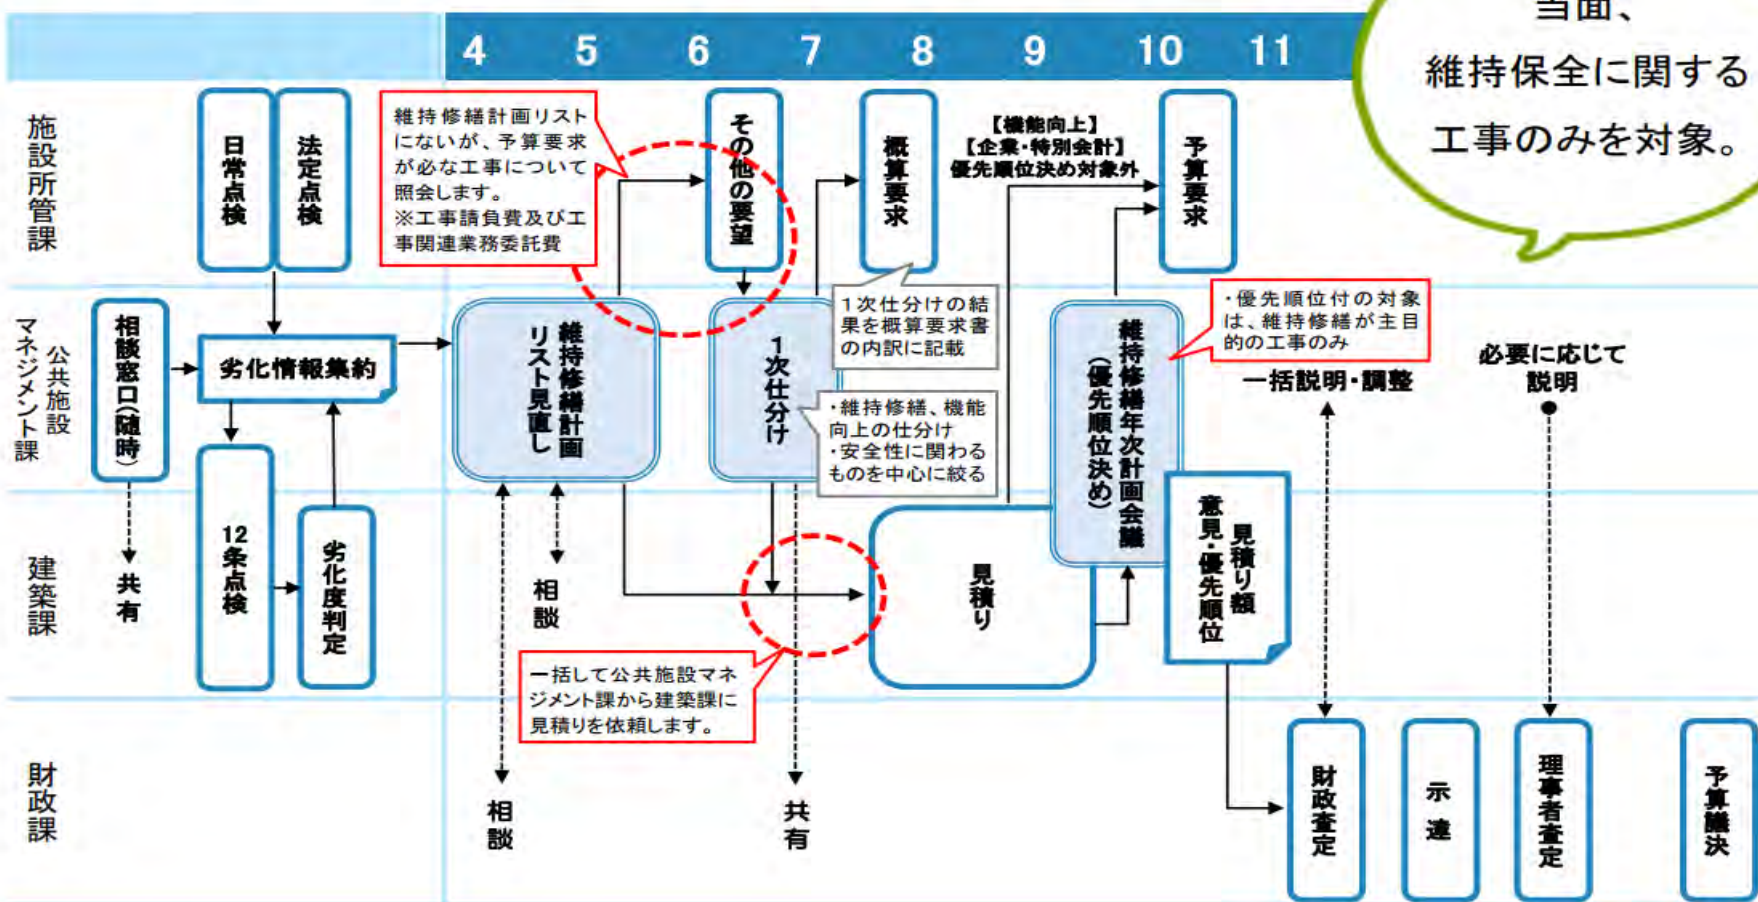 4 5 6 7 8 9 10 11
維持保全に関する
工事のみを対象。
施設所管課
日常点検
法定点検
維持修繕計画リスト
にないが、予算要求
が必な工事について
照会します。
※工事請負費及び工
事関連業務委託費
その他の要望
概算要求
【機能向上】
【企業・特別会計】
優先順位決め対象外
予算要求
公共施設
マネジメント課
相談窓口(随時)
劣化情報集約
維持修繕計画
リスト見直し
1次仕分け
1次仕分けの結
果を概算要求書
の内訳に記載
・維持修繕、機能
向上の仕分け
・安全性に関わる
ものを中心に絞る
維持修繕年次計画会議
(優先順位決め)
・優先順位付の対象
は、維持修繕が主目
的の工事のみ
一括説明・調整
必要に応じて
説明
建築課
共有
12条点検
劣化度判定
相談
見積り
見積り額
意見・優先順位
一括して公共施設マネ
ジメント課から建築課に
見積りを依頼します。
財政課
相談
共有
財政査定
示達
理事者査定
予算議決